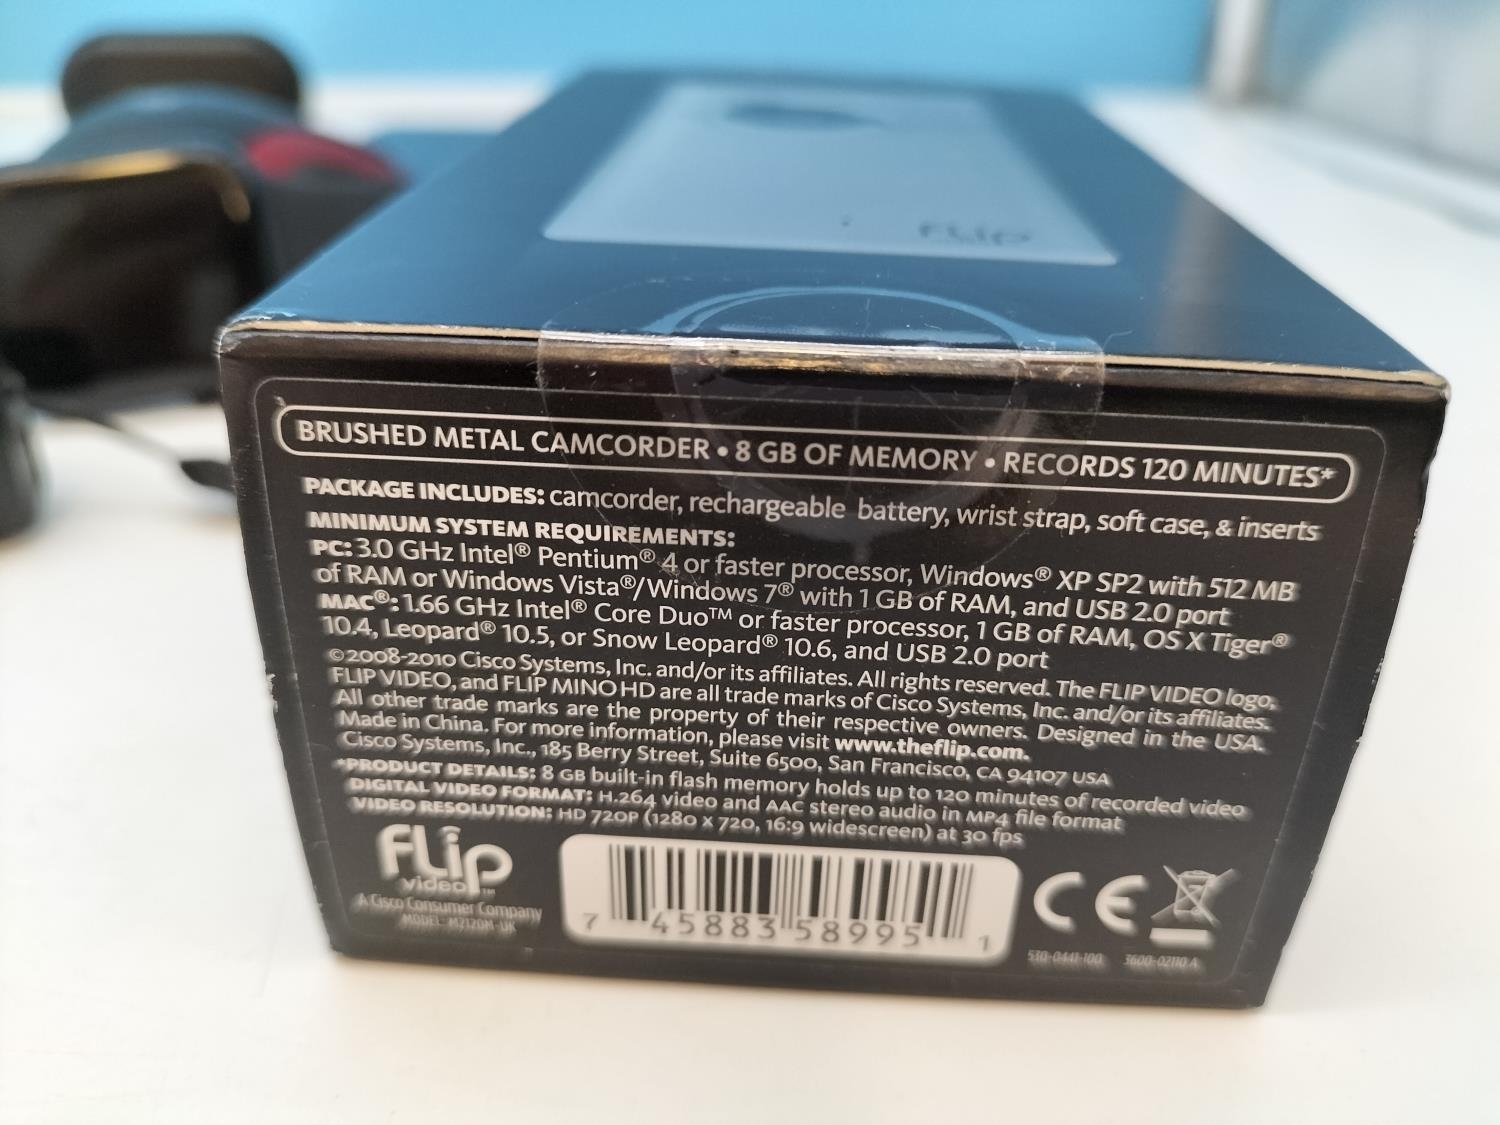 FLip
BRUSHED METAL CAMCORDER • 8 GB OF MEMORY • RECORDS 120 MINUTES*
PACKAGE INCLUDES: camcorder, rechargeable battery, wrist strap, soft case, & inserts
MINIMUM SYSTEM REQUIREMENTS:
PC: 3.0 GHz Intel® Pentium® 4 or faster processor, Windows® XP SP2 with 512 MB
of RAM or Windows Vista®/Windows 7® with 1 GB of RAM, and USB 2.0 port
MAC®: 1.66 GHz Intel® Core Duo™ or faster processor, 1 GB of RAM, OS X Tiger®
10.4, Leopard® 10.5, or Snow Leopard® 10.6, and USB 2.0 port
©2008-2010 Cisco Systems, Inc. and/or its affiliates. All rights reserved. The FLIP VIDEO logo,
FLIP VIDEO, and FLIP MINOHD are all trade marks of Cisco Systems, Inc. and/or its affiliates.
All other trade marks are the property of their respective owners. Designed in the USA.
Made in China. For more information, please visit www.theflip.com.
Cisco Systems, Inc., 185 Berry Street, Suite 6500, San Francisco, CA 94107 USA
*PRODUCT DETAILS: 8 GB built-in flash memory holds up to 120 minutes of recorded video
DIGITAL VIDEO FORMAT: H.264 video and AAC stereo audio in MP4 file format
VIDEO RESOLUTION: HD 720P (1280 x 720, 16:9 widescreen) at 30 fps
FLip
video™
A Cisco Consumer Company
MODEL: M2120M-UK
7 45883 58995 1
CE
530-0441-100 3600-02110 A